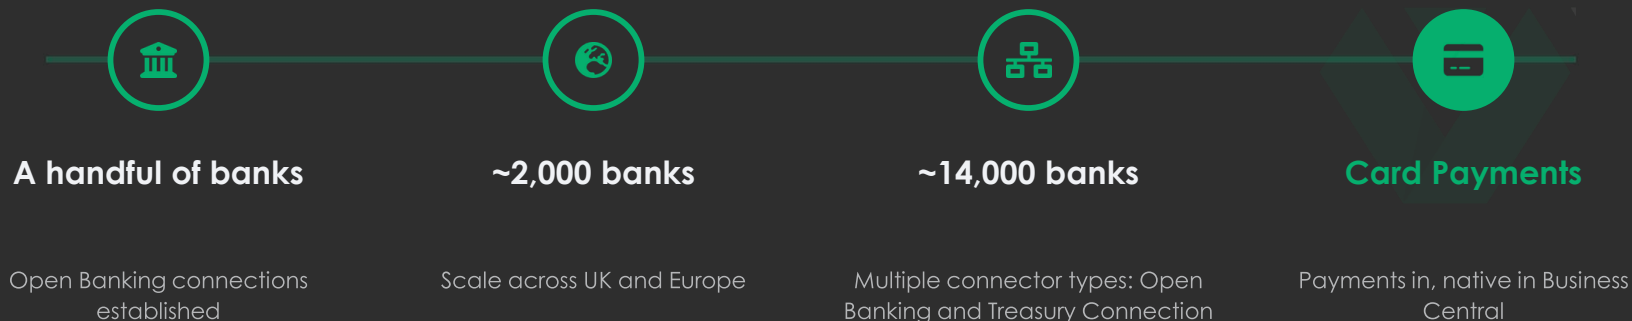 A handful of banks
~2,000 banks
~14,000 banks
Card Payments
Open Banking connections
established
Scale across UK and Europe
Multiple connector types: Open
Banking and Treasury Connection
Payments in, native in Business
Central